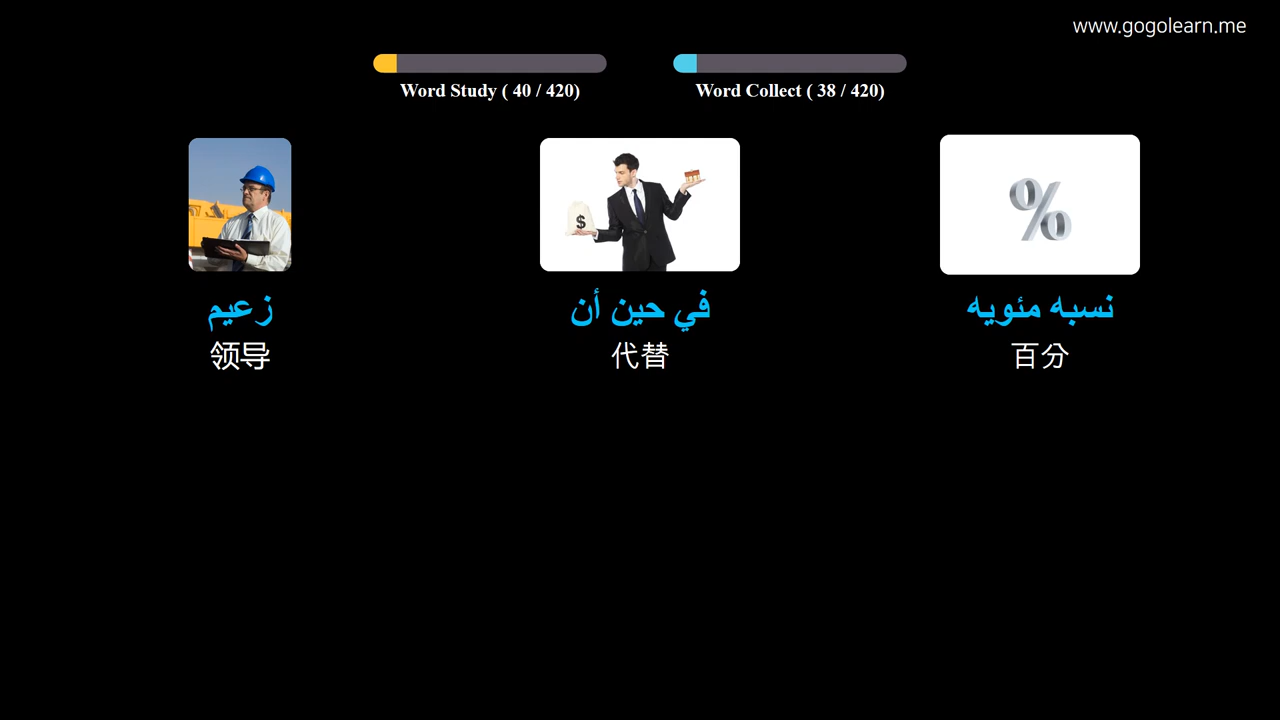 www.gogolearn.me
Word Study ( 40 / 420)
Word Collect ( 38 / 420)
$
%
زعيم
في حين أن
نسبه مئويه
领导
代替
百分